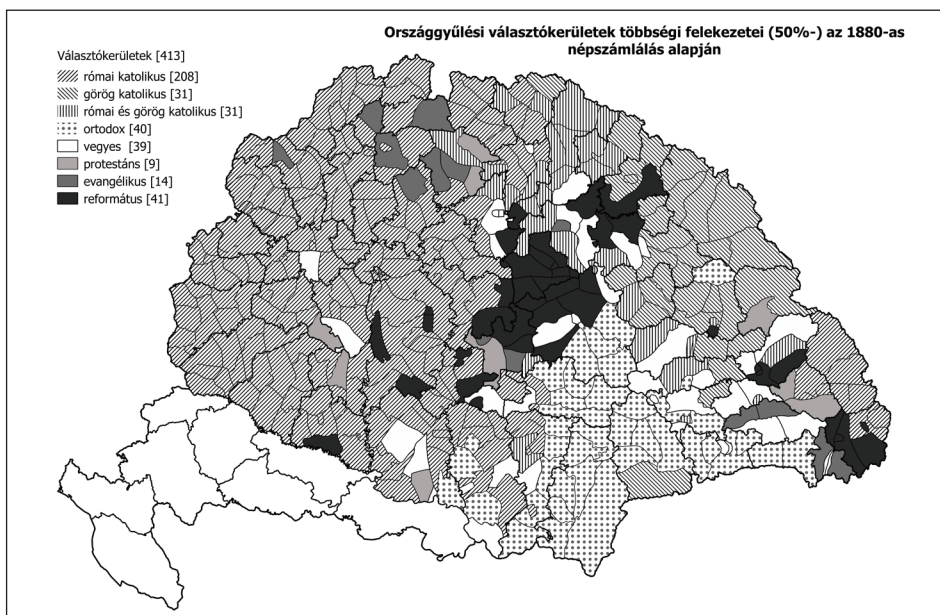 Országgyűlési választókerületek többségi felekezetei (50%-) az 1880-as
népszámlálás alapján
Választókerületek [413]
római katolikus [208]
görög katolikus [31]
római és görög katolikus [31]
ortodox [40]
vegyes [39]
protestáns [9]
evangélikus [14]
református [41]